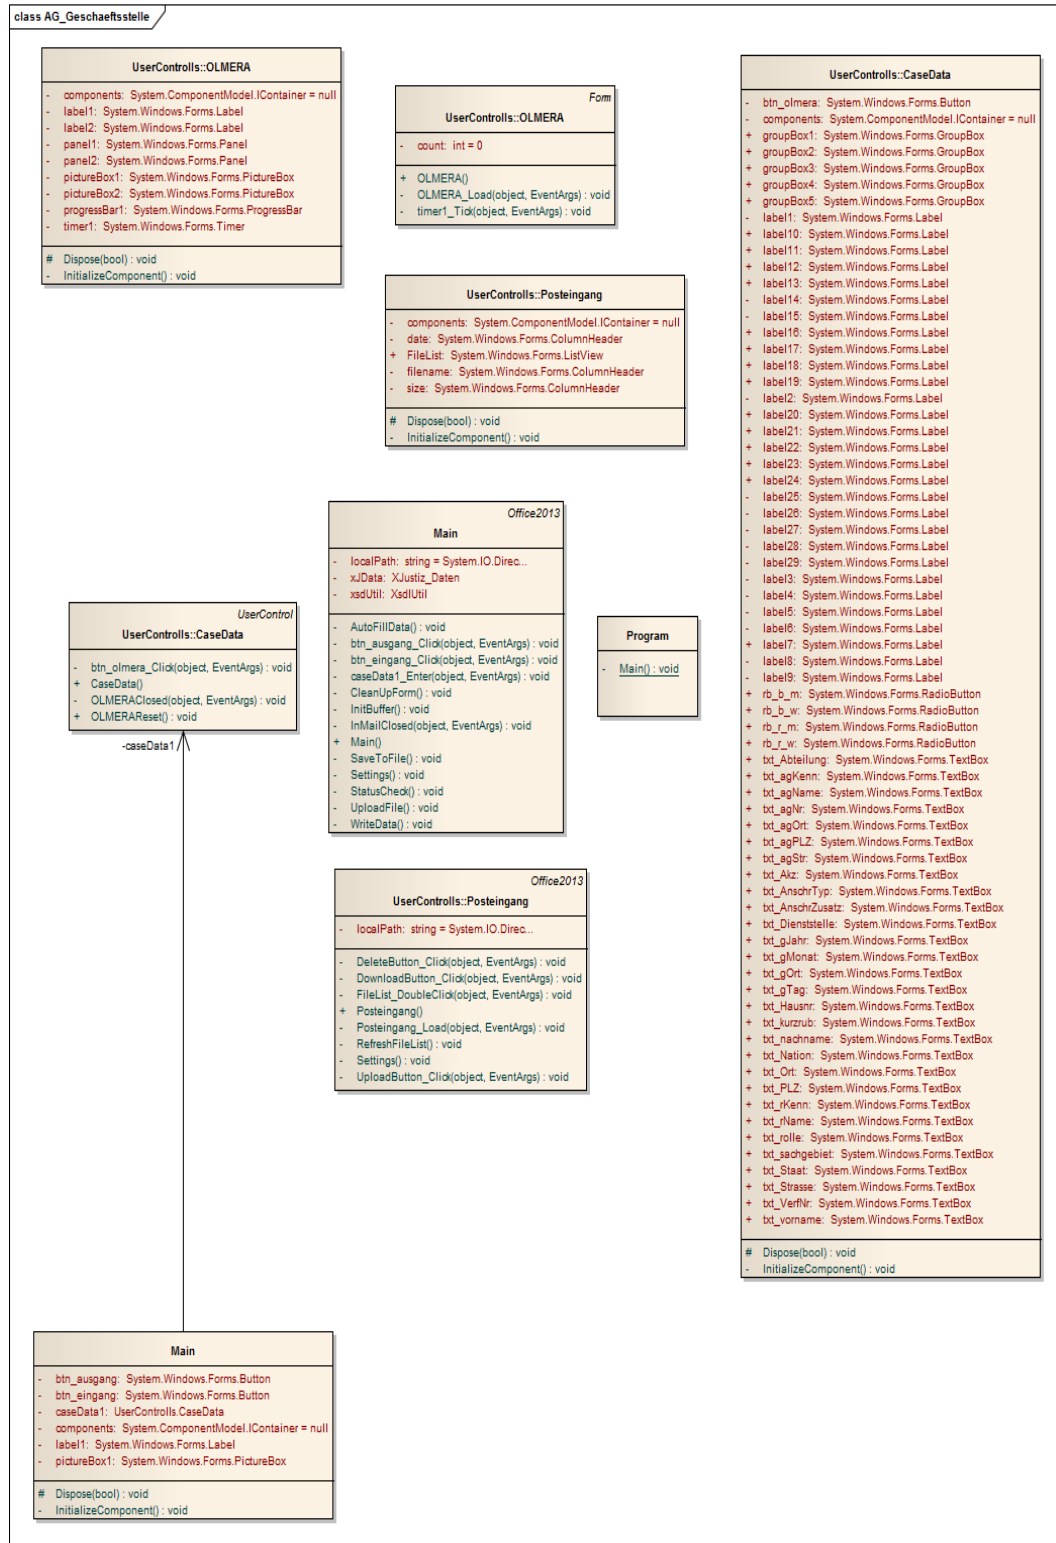 class AG_Geschaeftsstelle
UserControlls::OLMERA
- components: System.ComponentModel.IContainer = null
- label1: System.Windows.Forms.Label
- label2: System.Windows.Forms.Label
- panel1: System.Windows.Forms.Panel
- panel2: System.Windows.Forms.Panel
- pictureBox1: System.Windows.Forms.PictureBox
- pictureBox2: System.Windows.Forms.PictureBox
- progressBar1: System.Windows.Forms.ProgressBar
- timer1: System.Windows.Forms.Timer
# Dispose(bool) : void
- InitializeComponent() : void
Form
UserControlls::OLMERA
- count: int = 0
+ OLMERA()
- OLMERA_Load(object, EventArgs) : void
- timer1_Tick(object, EventArgs) : void
UserControlls::Posteingang
- components: System.ComponentModel.IContainer = null
- date: System.Windows.Forms.ColumnHeader
+ FileList: System.Windows.Forms.ListView
- filename: System.Windows.Forms.ColumnHeader
- size: System.Windows.Forms.ColumnHeader
# Dispose(bool) : void
- InitializeComponent() : void
UserControlls::CaseData
- btn_olmera: System.Windows.Forms.Button
- components: System.ComponentModel.IContainer = null
+ groupBox1: System.Windows.Forms.GroupBox
+ groupBox2: System.Windows.Forms.GroupBox
+ groupBox3: System.Windows.Forms.GroupBox
+ groupBox4: System.Windows.Forms.GroupBox
+ groupBox5: System.Windows.Forms.GroupBox
- label1: System.Windows.Forms.Label
+ label10: System.Windows.Forms.Label
+ label11: System.Windows.Forms.Label
+ label12: System.Windows.Forms.Label
+ label13: System.Windows.Forms.Label
- label14: System.Windows.Forms.Label
- label15: System.Windows.Forms.Label
+ label16: System.Windows.Forms.Label
+ label17: System.Windows.Forms.Label
+ label18: System.Windows.Forms.Label
+ label19: System.Windows.Forms.Label
- label2: System.Windows.Forms.Label
+ label20: System.Windows.Forms.Label
+ label21: System.Windows.Forms.Label
+ label22: System.Windows.Forms.Label
+ label23: System.Windows.Forms.Label
+ label24: System.Windows.Forms.Label
- label25: System.Windows.Forms.Label
- label26: System.Windows.Forms.Label
- label27: System.Windows.Forms.Label
- label28: System.Windows.Forms.Label
- label29: System.Windows.Forms.Label
- label3: System.Windows.Forms.Label
- label4: System.Windows.Forms.Label
- label5: System.Windows.Forms.Label
- label6: System.Windows.Forms.Label
+ label7: System.Windows.Forms.Label
- label8: System.Windows.Forms.Label
- label9: System.Windows.Forms.Label
+ rb_b_m: System.Windows.Forms.RadioButton
+ rb_b_w: System.Windows.Forms.RadioButton
+ rb_r_m: System.Windows.Forms.RadioButton
+ rb_r_w: System.Windows.Forms.RadioButton
+ txt_Abteilung: System.Windows.Forms.TextBox
+ txt_agKenn: System.Windows.Forms.TextBox
+ txt_agName: System.Windows.Forms.TextBox
+ txt_agNr: System.Windows.Forms.TextBox
+ txt_agOrt: System.Windows.Forms.TextBox
+ txt_agPLZ: System.Windows.Forms.TextBox
+ txt_agStr: System.Windows.Forms.TextBox
+ txt_Akz: System.Windows.Forms.TextBox
+ txt_AnschrTyp: System.Windows.Forms.TextBox
+ txt_AnschrZusatz: System.Windows.Forms.TextBox
+ txt_Dienststelle: System.Windows.Forms.TextBox
+ txt_gJahr: System.Windows.Forms.TextBox
+ txt_gMonat: System.Windows.Forms.TextBox
+ txt_gOrt: System.Windows.Forms.TextBox
+ txt_gTag: System.Windows.Forms.TextBox
+ txt_Hausnr: System.Windows.Forms.TextBox
+ txt_kurzrub: System.Windows.Forms.TextBox
+ txt_nachname: System.Windows.Forms.TextBox
+ txt_Nation: System.Windows.Forms.TextBox
+ txt_Ort: System.Windows.Forms.TextBox
+ txt_PLZ: System.Windows.Forms.TextBox
+ txt_rKenn: System.Windows.Forms.TextBox
+ txt_rName: System.Windows.Forms.TextBox
+ txt_rolle: System.Windows.Forms.TextBox
+ txt_sachgebiet: System.Windows.Forms.TextBox
+ txt_Staat: System.Windows.Forms.TextBox
+ txt_Strasse: System.Windows.Forms.TextBox
+ txt_VerfNr: System.Windows.Forms.TextBox
+ txt_vorname: System.Windows.Forms.TextBox
# Dispose(bool) : void
- InitializeComponent() : void
Office2013
Main
- localPath: string = System.IO.Direc...
- xJData: XJustiz_Daten
- xsdUtil: XsdUtil
- AutoFillData() : void
- btn_ausgang_Click(object, EventArgs) : void
- btn_eingang_Click(object, EventArgs) : void
- caseData1_Enter(object, EventArgs) : void
- CleanUpForm() : void
- InitBuffer() : void
- InMailClosed(object, EventArgs) : void
+ Main()
- SaveToFile() : void
- Settings() : void
- StatusCheck() : void
- UploadFile() : void
- WriteData() : void
UserControl
UserControlls::CaseData
- btn_olmera_Click(object, EventArgs) : void
+ CaseData()
- OLMERAClosed(object, EventArgs) : void
+ OLMERAReset() : void
-caseData1
Program
- Main() : void
Office2013
UserControlls::Posteingang
- localPath: string = System.IO.Direc...
- DeleteButton_Click(object, EventArgs) : void
- DownloadButton_Click(object, EventArgs) : void
- FileList_DoubleClick(object, EventArgs) : void
+ Posteingang()
- Posteingang_Load(object, EventArgs) : void
- RefreshFileList() : void
- Settings() : void
- UploadButton_Click(object, EventArgs) : void
Main
- btn_ausgang: System.Windows.Forms.Button
- btn_eingang: System.Windows.Forms.Button
- caseData1: UserControlls.CaseData
- components: System.ComponentModel.IContainer = null
- label1: System.Windows.Forms.Label
- pictureBox1: System.Windows.Forms.PictureBox
# Dispose(bool) : void
- InitializeComponent() : void